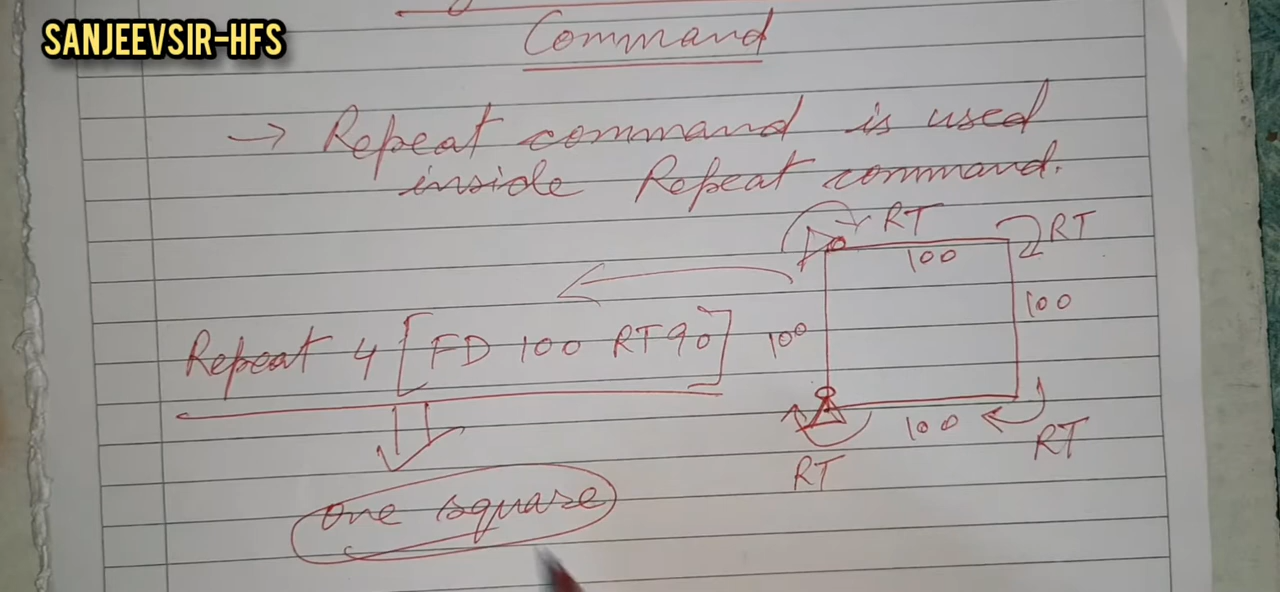 SANJEEVSIR-HFS
Command
→ Repeat command is used
inside Repeat command.
RT
RT
100
100
Repeat 4 [FD 100 RT90]
100
100
RT
RT
One square